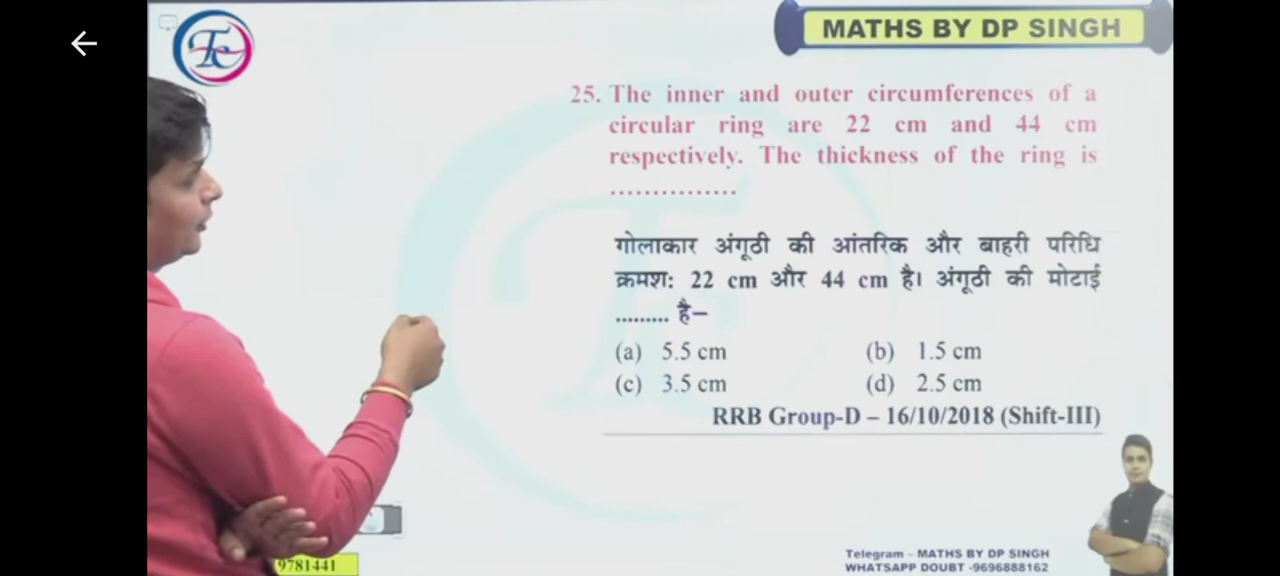 Tc
MATHS BY DP SINGH
25. The inner and outer circumferences of a
circular ring are 22 cm and 44 cm
respectively. The thickness of the ring is
...............
गोलाकार अंगूठी की आंतरिक और बाहरी परिधि
क्रमश: 22 cm और 44 cm है। अंगूठी की मोटाई
......... है–
(a) 5.5 cm (b) 1.5 cm
(c) 3.5 cm (d) 2.5 cm
RRB Group-D – 16/10/2018 (Shift-III)
9781441
Telegram – MATHS BY DP SINGH
WHATSAPP DOUBT -9696888162